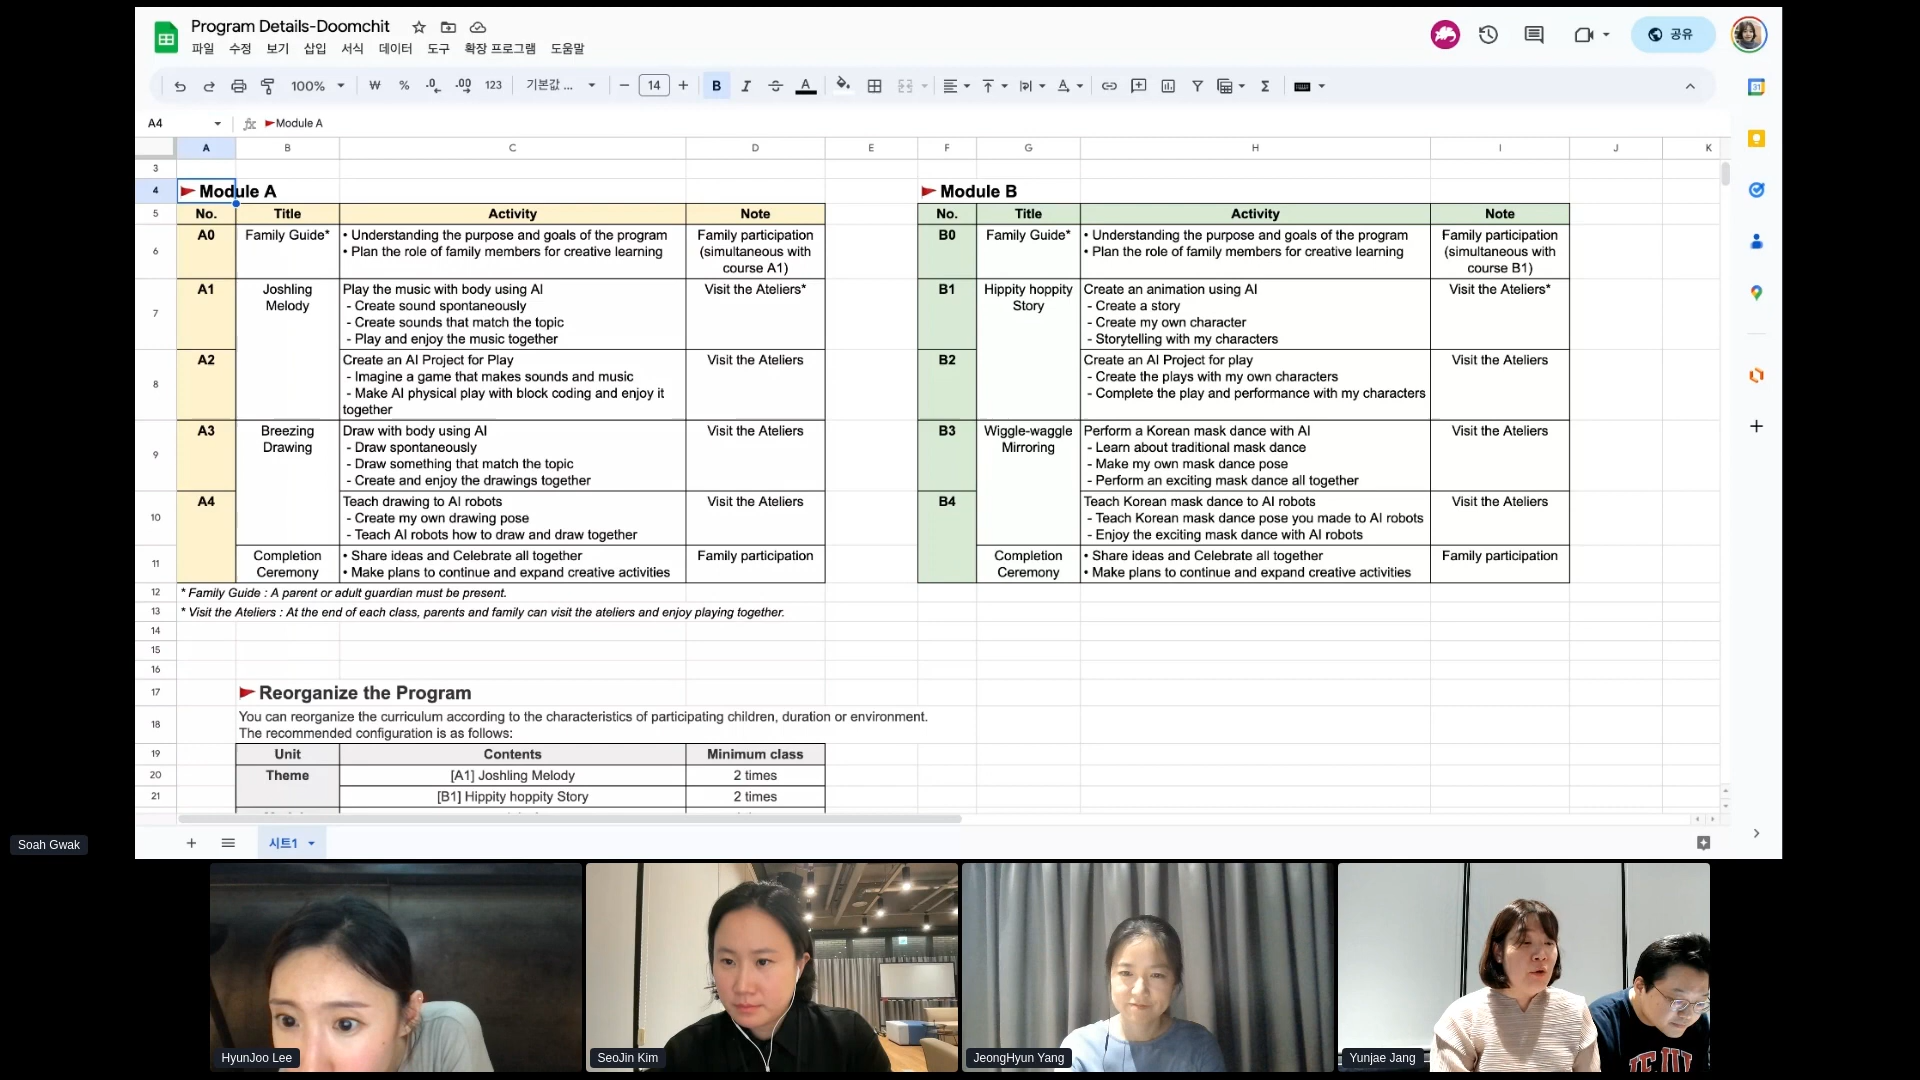 Program Details-Doomchit
파일 수정 보기 삽입 서식 데이터 도구 확장 프로그램 도움말
공유
100% ₩ % .0 .00 123 기본값 ... 14 B I A Σ
A4 fx ►Module A
A B C D E F G H I J K
3
4 ►Module A ►Module B
5 No. Title Activity Note No. Title Activity Note
6
A0 Family Guide* • Understanding the purpose and goals of the program
• Plan the role of family members for creative learning
Family participation
(simultaneous with
course A1)
B0 Family Guide* • Understanding the purpose and goals of the program
• Plan the role of family members for creative learning
Family participation
(simultaneous with
course B1)
7
A1 Joshling
Melody
Play the music with body using AI
- Create sound spontaneously
- Create sounds that match the topic
- Play and enjoy the music together
Visit the Ateliers*
B1 Hippity hoppity
Story
Create an animation using AI
- Create a story
- Create my own character
- Storytelling with my characters
Visit the Ateliers*
8
A2 Create an AI Project for Play
- Imagine a game that makes sounds and music
- Make AI physical play with block coding and enjoy it
together
Visit the Ateliers
B2 Create an AI Project for play
- Create the plays with my own characters
- Complete the play and performance with my characters
Visit the Ateliers
9
A3 Breezing
Drawing
Draw with body using AI
- Draw spontaneously
- Draw something that match the topic
- Create and enjoy the drawings together
Visit the Ateliers
B3 Wiggle-waggle
Mirroring
Perform a Korean mask dance with AI
- Learn about traditional mask dance
- Make my own mask dance pose
- Perform an exciting mask dance all together
Visit the Ateliers
10
A4 Teach drawing to AI robots
- Create my own drawing pose
- Teach AI robots how to draw and draw together
Visit the Ateliers
B4 Teach Korean mask dance to AI robots
- Teach Korean mask dance pose you made to AI robots
- Enjoy the exciting mask dance with AI robots
Visit the Ateliers
11
Completion
Ceremony
• Share ideas and Celebrate all together
• Make plans to continue and expand creative activities
Family participation
Completion
Ceremony
• Share ideas and Celebrate all together
• Make plans to continue and expand creative activities
Family participation
12 * Family Guide : A parent or adult guardian must be present.
13 * Visit the Ateliers : At the end of each class, parents and family can visit the ateliers and enjoy playing together.
14
15
16
17 ►Reorganize the Program
18
You can reorganize the curriculum according to the characteristics of participating children, duration or environment.
The recommended configuration is as follows:
19 Unit Contents Minimum class
20 Theme [A1] Joshling Melody 2 times
21 [B1] Hippity hoppity Story 2 times
시트1
Soah Gwak
HyunJoo Lee
SeoJin Kim
JeongHyun Yang
Yunjae Jang